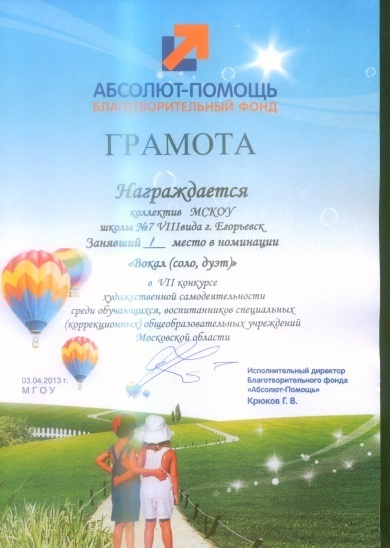 АБСОЛЮТ-ПОМОЩЬ
БЛАГОТВОРИТЕЛЬНЫЙ ФОНД
ГРАМОТА
Награждается
коллектив МСКОУ
школы №7 VIIIвида г. Егорьевск
Занявший 1 место в номинации
«Вокал (соло, дуэт)»
в VII конкурсе
художественной самодеятельности
среди обучающихся, воспитанников специальных
(коррекционных) общеобразовательных учреждений
Московской области
03.04.2013 г.
МГОУ
Исполнительный директор
Благотворительного фонда
«Абсолют-Помощь»
Крюков Г. В.